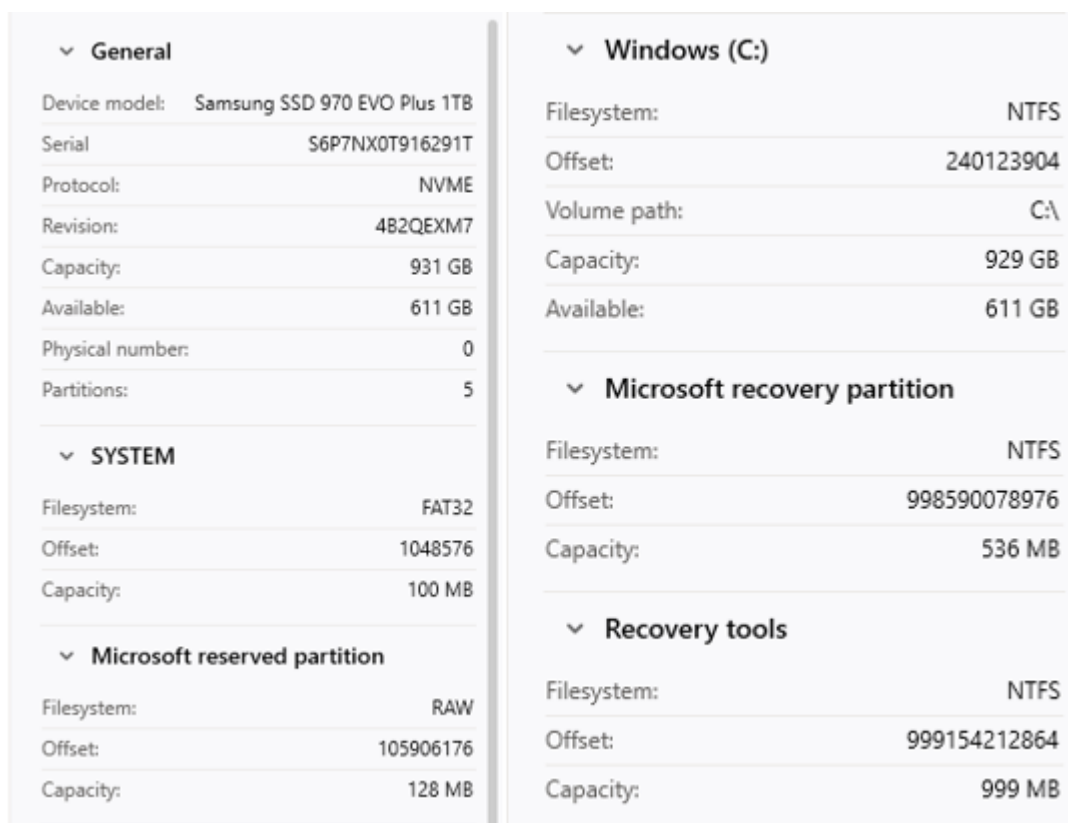 General
Device model: Samsung SSD 970 EVO Plus 1TB
Serial S6P7NX0T916291T
Protocol: NVME
Revision: 4B2QEXM7
Capacity: 931 GB
Available: 611 GB
Physical number: 0
Partitions: 5
SYSTEM
Filesystem: FAT32
Offset: 1048576
Capacity: 100 MB
Microsoft reserved partition
Filesystem: RAW
Offset: 105906176
Capacity: 128 MB
Windows (C:)
Filesystem: NTFS
Offset: 240123904
Volume path: C:\
Capacity: 929 GB
Available: 611 GB
Microsoft recovery partition
Filesystem: NTFS
Offset: 998590078976
Capacity: 536 MB
Recovery tools
Filesystem: NTFS
Offset: 999154212864
Capacity: 999 MB